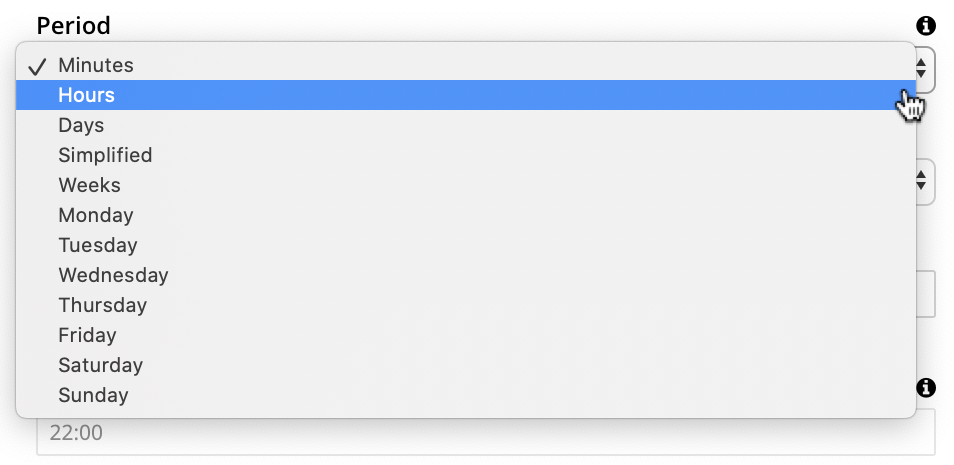 Period
Minutes
Hours
Days
Simplified
Weeks
Monday
Tuesday
Wednesday
Thursday
Friday
Saturday
Sunday
22:00